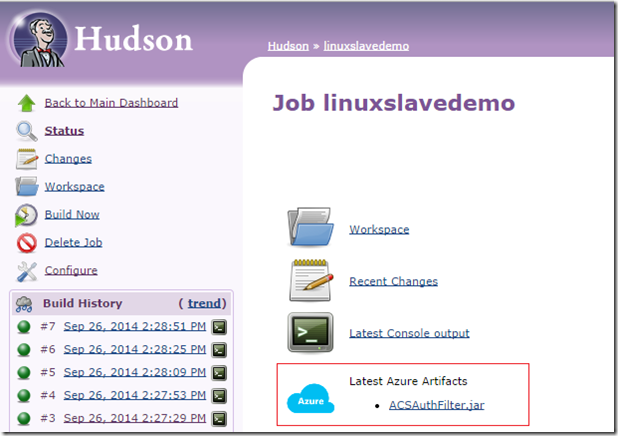 Hudson
Hudson » linuxslavedemo
Back to Main Dashboard
Status
Changes
Workspace
Build Now
Delete Job
Configure
Build History (trend)
#7 Sep 26, 2014 2:28:51 PM
#6 Sep 26, 2014 2:28:25 PM
#5 Sep 26, 2014 2:28:09 PM
#4 Sep 26, 2014 2:27:53 PM
#3 Sep 26, 2014 2:27:29 PM
Job linuxslavedemo
Workspace
Recent Changes
Latest Console output
Azure
Latest Azure Artifacts
• ACSAuthFilter.jar